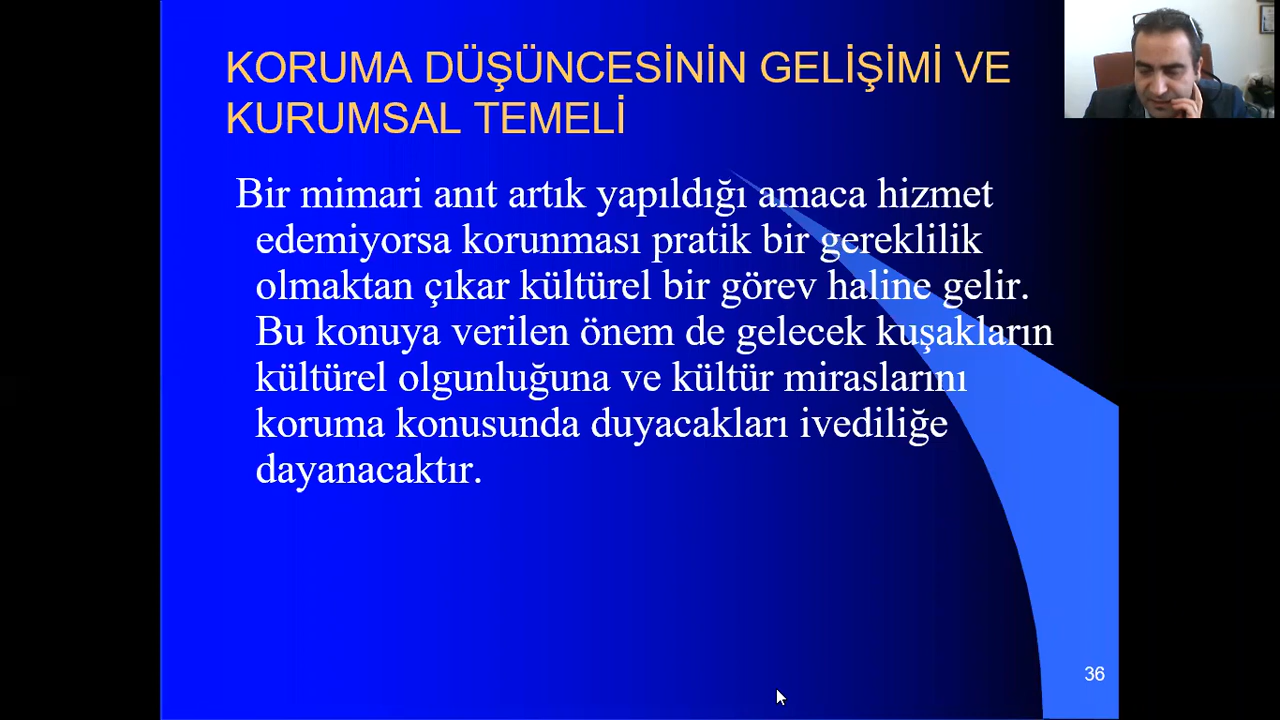 KORUMA DÜŞÜNCESİNİN GELİŞİMİ VE
KURUMSAL TEMELİ
Bir mimari anıt artık yapıldığı amaca hizmet
edemiyorsa korunması pratik bir gereklilik
olmaktan çıkar kültürel bir görev haline gelir.
Bu konuya verilen önem de gelecek kuşakların
kültürel olgunluğuna ve kültür miraslarını
koruma konusunda duyacakları ivediliğe
dayanacaktır.
36